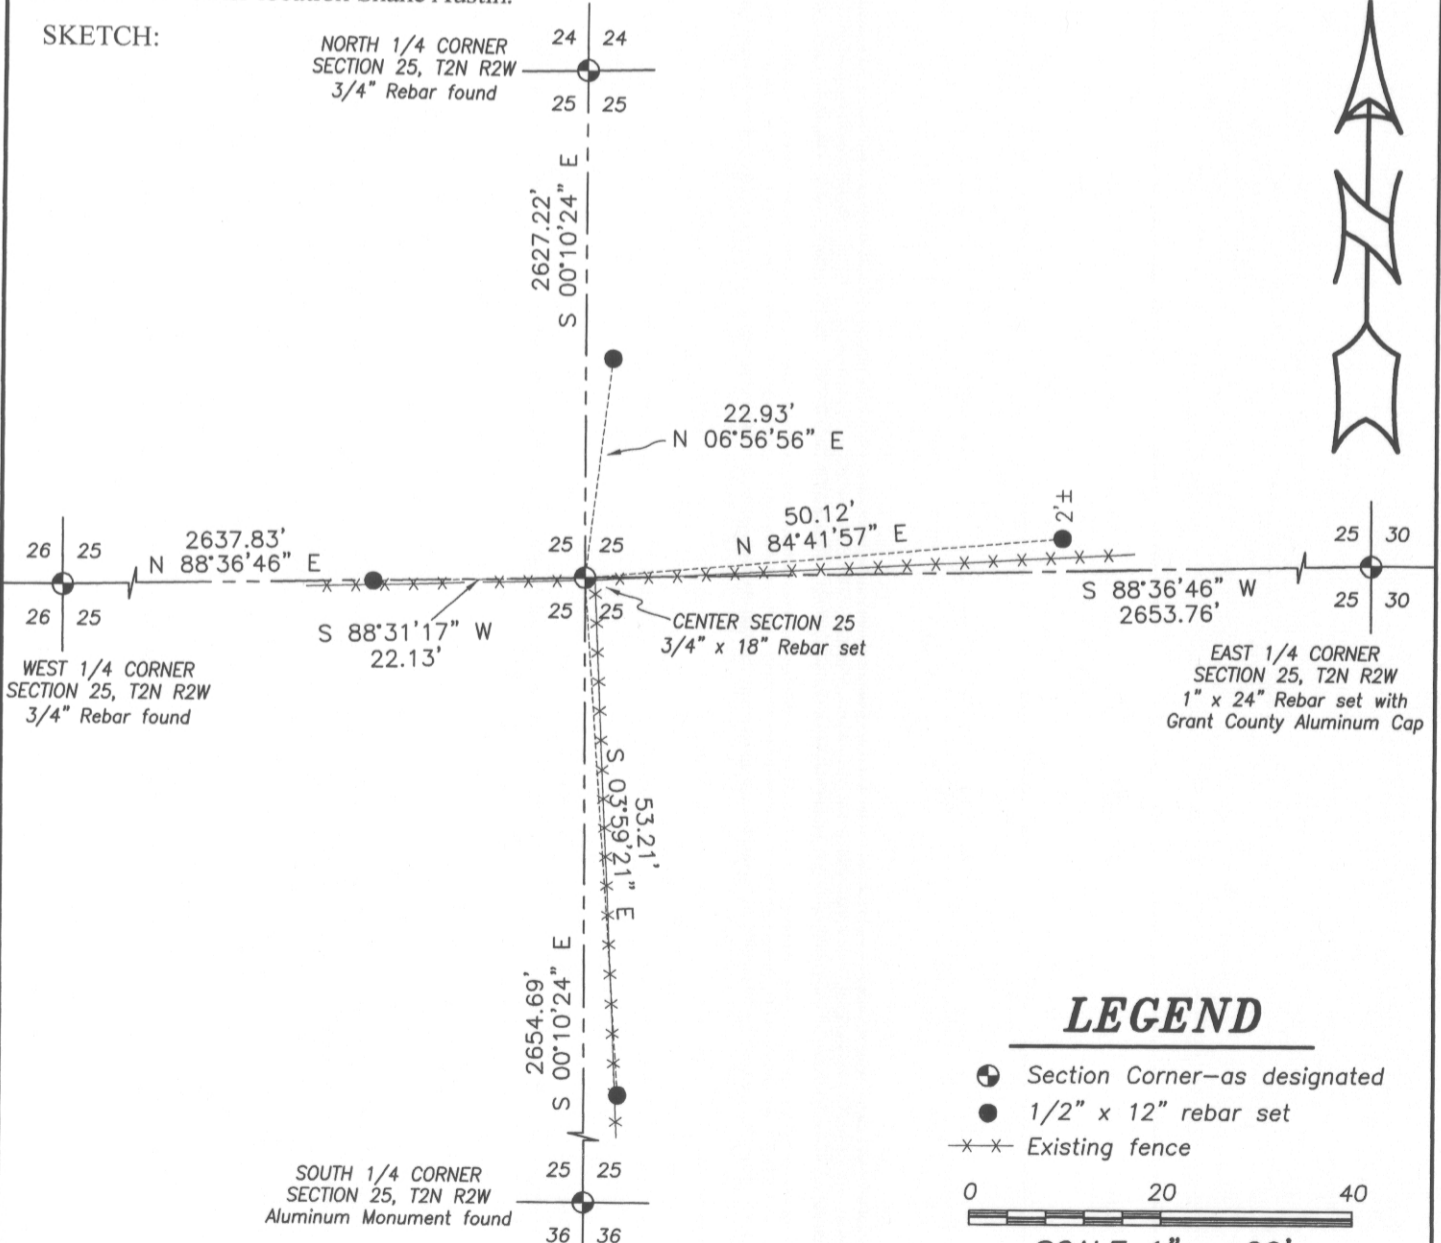 SKETCH:
NORTH 1/4 CORNER
SECTION 25, T2N R2W
3/4" Rebar found
24 24
25 25
2627.22'
S 00°10'24" E
22.93'
N 06°56'56" E
50.12'
N 84°41'57" E
2'±
2637.83'
N 88°36'46" E
26 25
26 25
25 25
25 25
25 30
25 30
S 88°36'46" W
2653.76'
S 88°31'17" W
22.13'
CENTER SECTION 25
3/4" x 18" Rebar set
WEST 1/4 CORNER
SECTION 25, T2N R2W
3/4" Rebar found
EAST 1/4 CORNER
SECTION 25, T2N R2W
1" x 24" Rebar set with
Grant County Aluminum Cap
53.21'
S 03°59'21" E
2654.69'
S 00°10'24" E
SOUTH 1/4 CORNER
SECTION 25, T2N R2W
Aluminum Monument found
25 25
36 36
LEGEND
Section Corner-as designated
1/2" x 12" rebar set
Existing fence
0 20 40